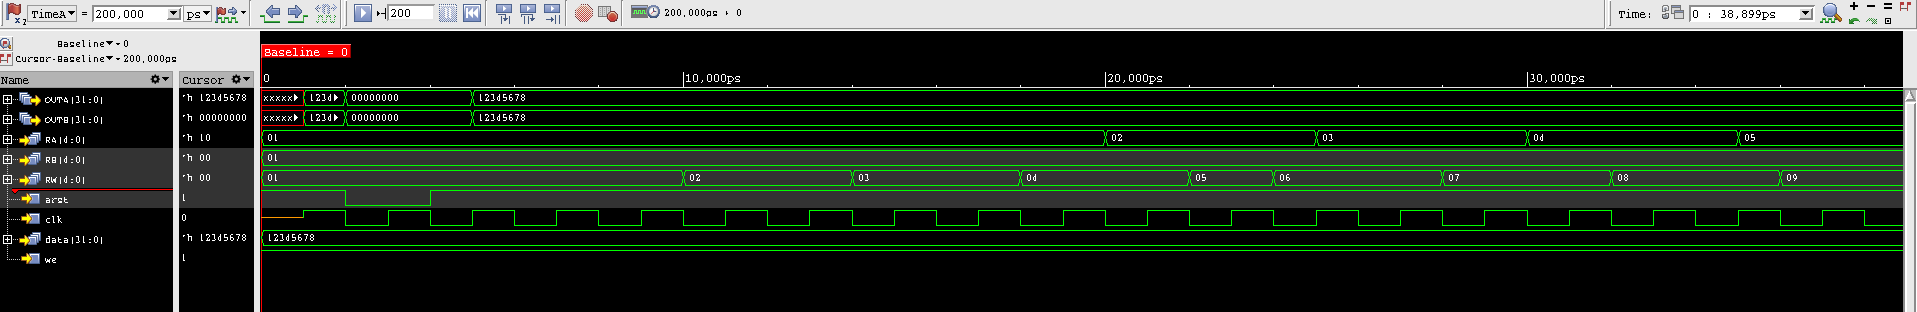 x₂ TimeA = 200,000 ps 200 200,000ps + 0 Time: 0 : 38,899ps
Baseline = 0
Cursor-Baseline = 200,000ps
Baseline = 0
Name Cursor 0 10,000ps 20,000ps 30,000ps
OUTA[31:0] 'h 12345678 xxxxx 123d 00000000 12345678
OUTB[31:0] 'h 00000000 xxxxx 123d 00000000 12345678
RA[4:0] 'h 10 01 02 03 04 05
RB[4:0] 'h 00 01
RW[4:0] 'h 00 01 02 03 04 05 06 07 08 09
arst 1
clk 0
data[31:0] 'h 12345678 12345678
we 1